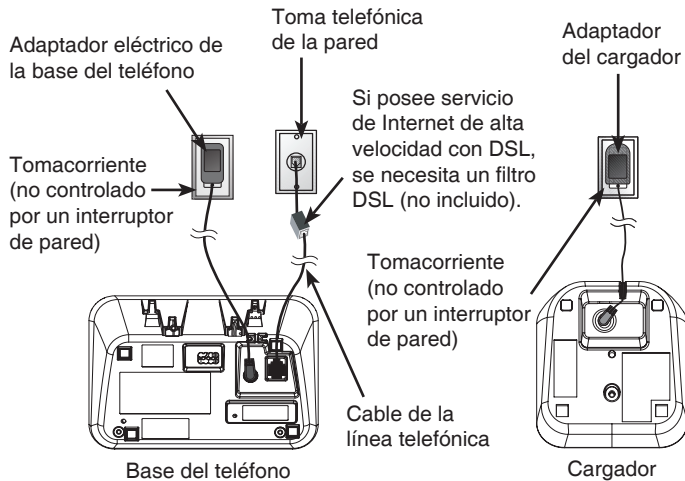 Adaptador eléctrico de
la base del teléfono
Toma telefónica
de la pared
Adaptador
del cargador
Si posee servicio
de Internet de alta
velocidad con DSL,
se necesita un filtro
DSL (no incluido).
Tomacorriente
(no controlado
por un interruptor
de pared)
Tomacorriente
(no controlado
por un interruptor
de pared)
Cable de la
línea telefónica
Base del teléfono
Cargador